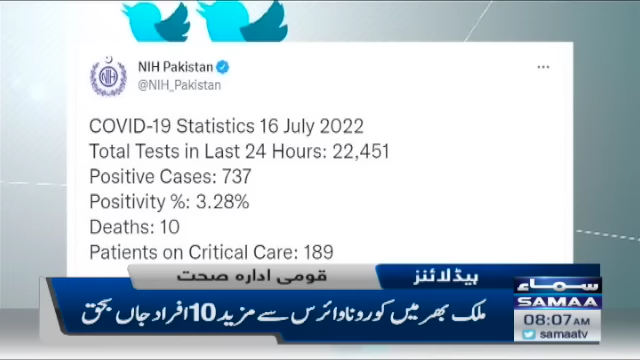 NIH Pakistan
@NIH_Pakistan
COVID-19 Statistics 16 July 2022
Total Tests in Last 24 Hours: 22,451
Positive Cases: 737
Positivity %: 3.28%
Deaths: 10
Patients on Critical Care: 189
ہیڈلائنز
قومی ادارہ صحت
ملک بھر میں کورونا وائرس سے مزید 10 افراد جاں بحق
سماء
SAMAA
08:07 AM
samaatv